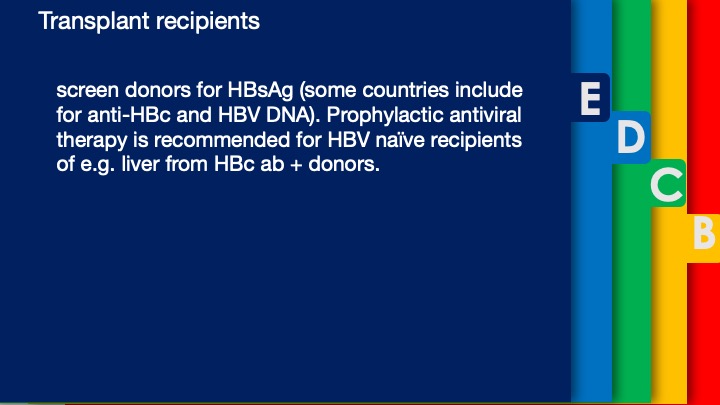 Transplant recipients
screen donors for HBsAg (some countries include
for anti-HBc and HBV DNA). Prophylactic antiviral
therapy is recommended for HBV naïve recipients
of e.g. liver from HBc ab + donors.
E
D
C
B